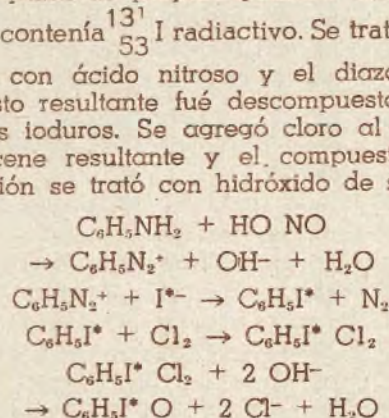 contenía ¹³¹₅₃ I radiactivo. Se trat
con ácido nitroso y el diazo
sto resultante fué descompuesto
s ioduros. Se agregó cloro al
cene resultante y el compuest
ión se trató con hidróxido de s
C₆H₅NH₂ + HO NO
→ C₆H₅N₂⁺ + OH⁻ + H₂O
C₆H₅N₂⁺ + I*⁻ → C₆H₅I* + N₂
C₆H₅I* + Cl₂ → C₆H₅I* Cl₂
C₆H₅I* Cl₂ + 2 OH⁻
→ C₆H₅I* O + 2 Cl⁻ + H₂O